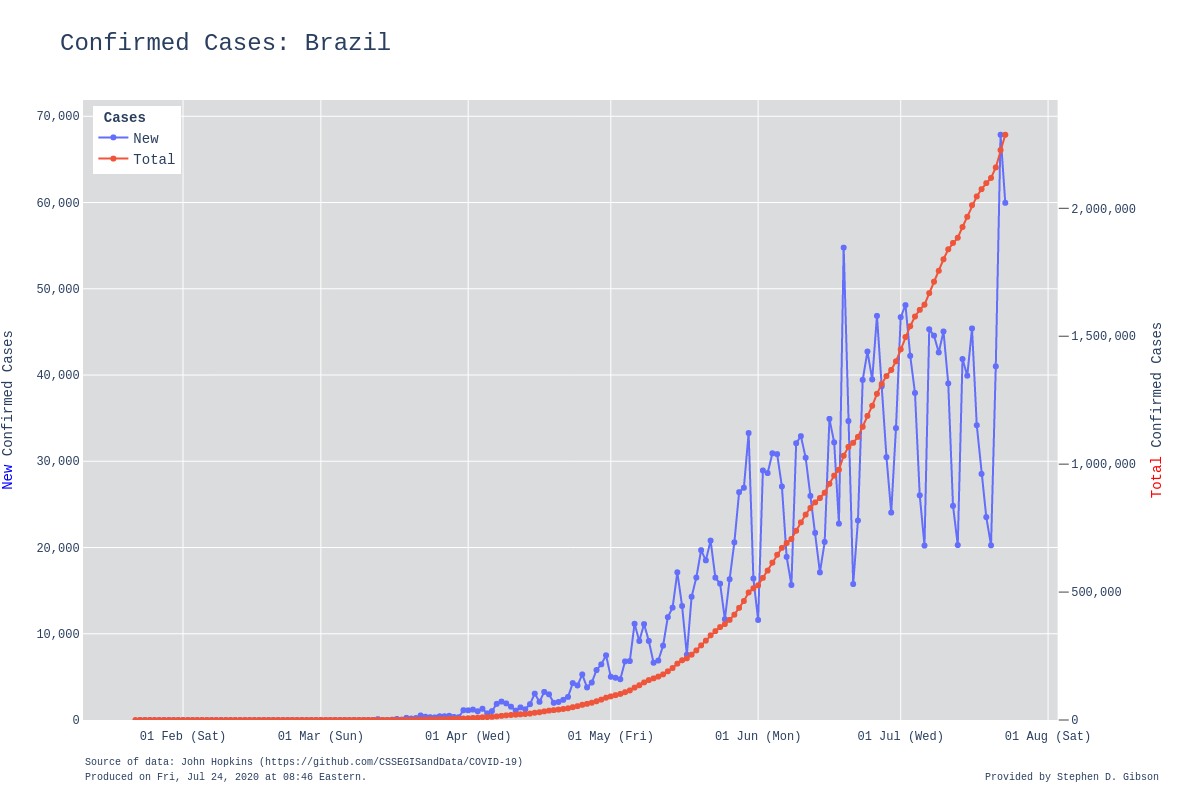 Confirmed Cases: Brazil
Cases
New
Total
70,000
60,000
50,000
40,000
30,000
20,000
10,000
0
New Confirmed Cases
2,000,000
1,500,000
1,000,000
500,000
0
Total Confirmed Cases
01 Feb (Sat)
01 Mar (Sun)
01 Apr (Wed)
01 May (Fri)
01 Jun (Mon)
01 Jul (Wed)
01 Aug (Sat)
Source of data: John Hopkins (https://github.com/CSSEGISandData/COVID-19)
Produced on Fri, Jul 24, 2020 at 08:46 Eastern.
Provided by Stephen D. Gibson